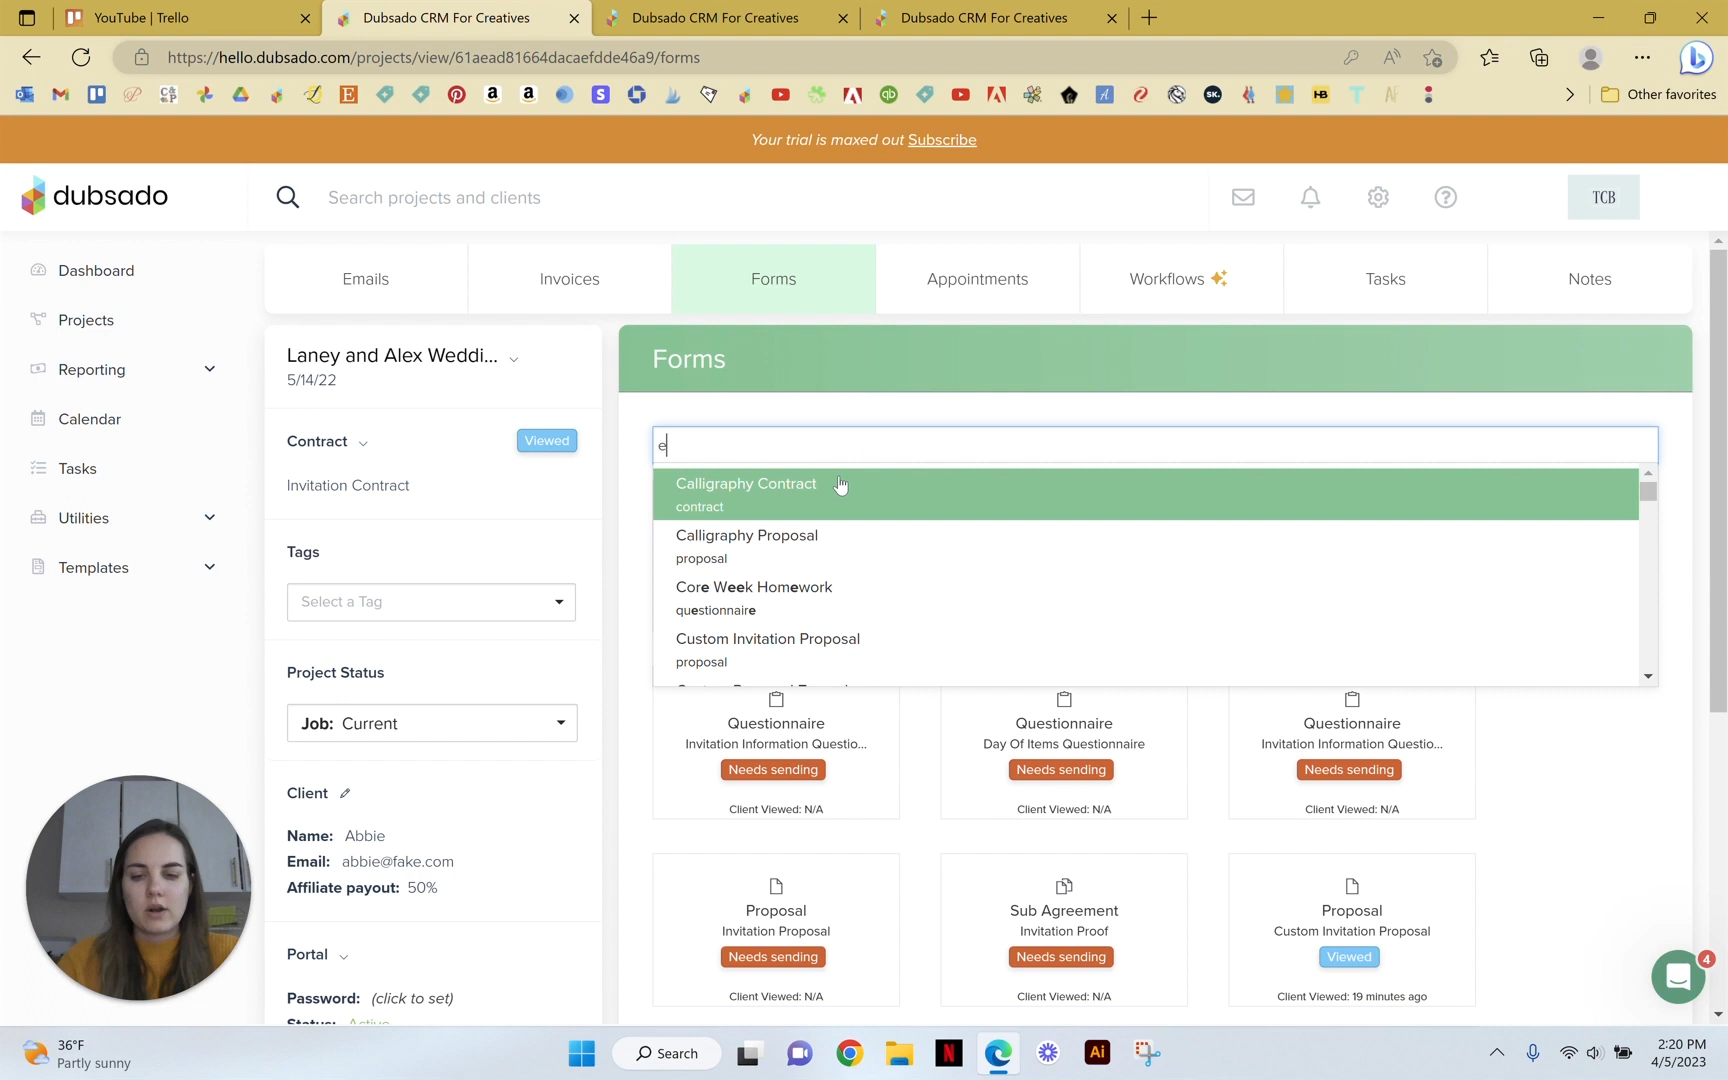 YouTube | Trello
Dubsado CRM For Creatives
Dubsado CRM For Creatives
Dubsado CRM For Creatives
https://hello.dubsado.com/projects/view/61aead81664dacaefdde46a9/forms
Other favorites
Your trial is maxed out Subscribe
dubsado
Search projects and clients
TCB
Dashboard
Projects
Reporting
Calendar
Tasks
Utilities
Templates
Emails
Invoices
Forms
Appointments
Workflows
Tasks
Notes
Laney and Alex Weddi...
5/14/22
Contract
Viewed
Invitation Contract
Tags
Select a Tag
Project Status
Job: Current
Client
Name: Abbie
Email: abbie@fake.com
Affiliate payout: 50%
Portal
Password: (click to set)
Forms
e
Calligraphy Contract
contract
Calligraphy Proposal
proposal
Core Week Homework
questionnaire
Custom Invitation Proposal
proposal
Questionnaire
Invitation Information Questio...
Needs sending
Client Viewed: N/A
Questionnaire
Day Of Items Questionnaire
Needs sending
Client Viewed: N/A
Questionnaire
Invitation Information Questio...
Needs sending
Client Viewed: N/A
Proposal
Invitation Proposal
Needs sending
Client Viewed: N/A
Sub Agreement
Invitation Proof
Needs sending
Client Viewed: N/A
Proposal
Custom Invitation Proposal
Viewed
Client Viewed: 19 minutes ago
4
36°F
Partly sunny
Search
2:20 PM
4/5/2023